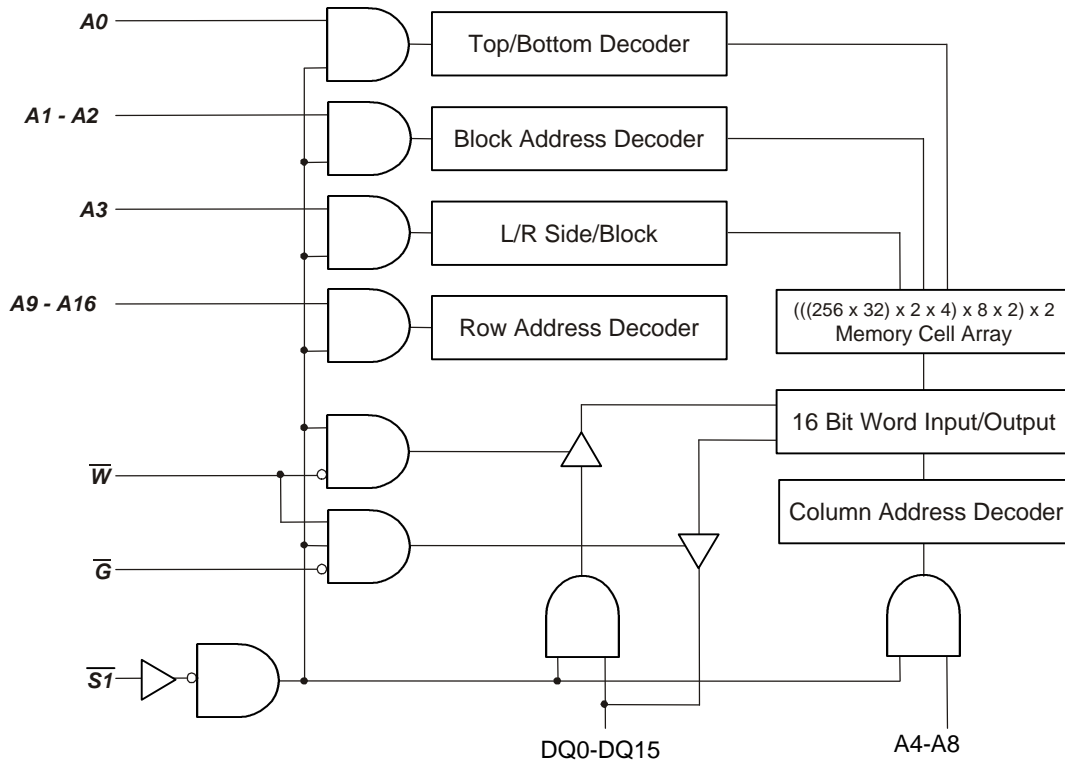 A0
Top/Bottom Decoder
A1 - A2
Block Address Decoder
A3
L/R Side/Block
A9 - A16
Row Address Decoder
(((256 x 32) x 2 x 4) x 8 x 2) x 2
Memory Cell Array
16 Bit Word Input/Output
W̅
Column Address Decoder
G̅
S̅1̅
DQ0-DQ15
A4-A8